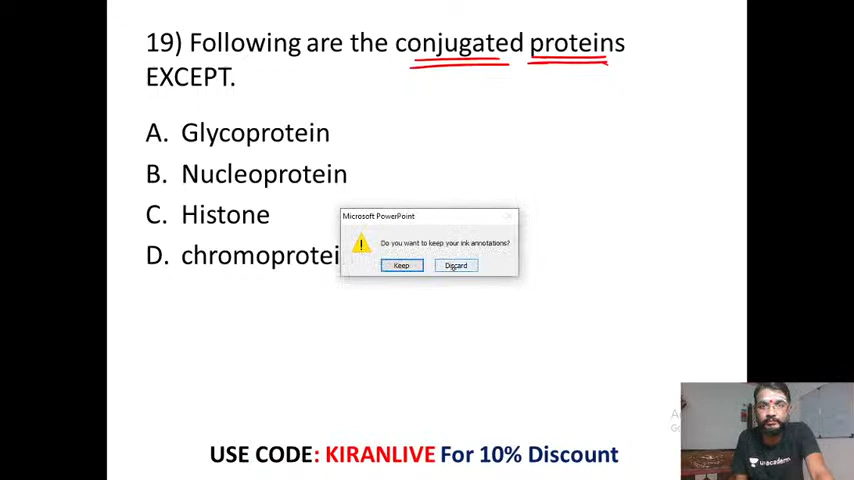 19) Following are the conjugated proteins
EXCEPT.
A. Glycoprotein
B. Nucleoprotein
C. Histone
D. chromoprotei
Microsoft PowerPoint
Do you want to keep your ink annotations?
Keep
Discard
USE CODE: KIRANLIVE For 10% Discount
unacademy